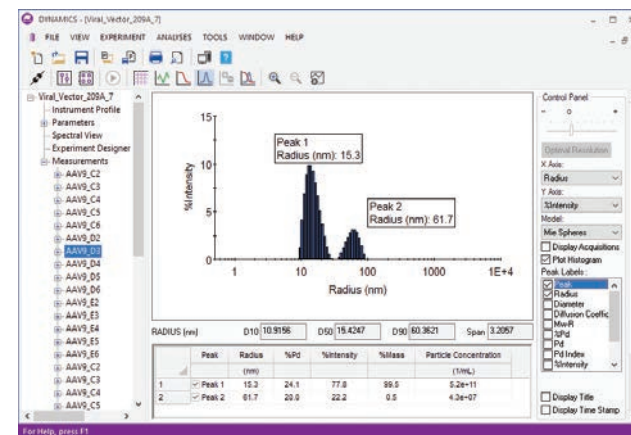 DYNAMICS - [Viral_Vector_209A_7]
FILE VIEW EXPERIMENT ANALYSES TOOLS WINDOW HELP
Viral_Vector_209A_7
Instrument Profile
Parameters
Spectral View
Experiment Designer
Measurements
AAV9_C2
AAV9_C3
AAV9_C4
AAV9_C5
AAV9_C6
AAV9_D2
AAV9_D3
AAV9_D4
AAV9_D5
AAV9_D6
AAV9_E2
AAV9_E3
AAV9_E4
AAV9_E5
AAV9_E6
AAV9_C2
AAV9_C3
AAV9_C4
AAV9_C5
%Intensity
15
10
5
Peak 1
Radius (nm): 15.3
Peak 2
Radius (nm): 61.7
1 10 100 1000 1E+4
Radius (nm)
RADIUS (nm) D10 10.9156 D50 15.4247 D90 60.3621 Span 3.2057
Peak Radius %Pd %Intensity %Mass Particle Concentration
(nm) (1/mL)
1 Peak 1 15.3 24.1 77.8 99.5 5.2e+11
2 Peak 2 61.7 20.8 22.2 0.5 4.3e+07
Control Panel
- 0 +
Optimal Resolution
X Axis:
Radius
Y Axis:
%Intensity
Model:
Mie Spheres
Display Acquisitions
Plot Histogram
Peak Labels:
Peak
Radius
Diameter
Diffusion Coeffic
Mw-R
%Pd
Pd
Pd Index
%Intensity
Display Title
Display Time Stamp
For Help, press F1